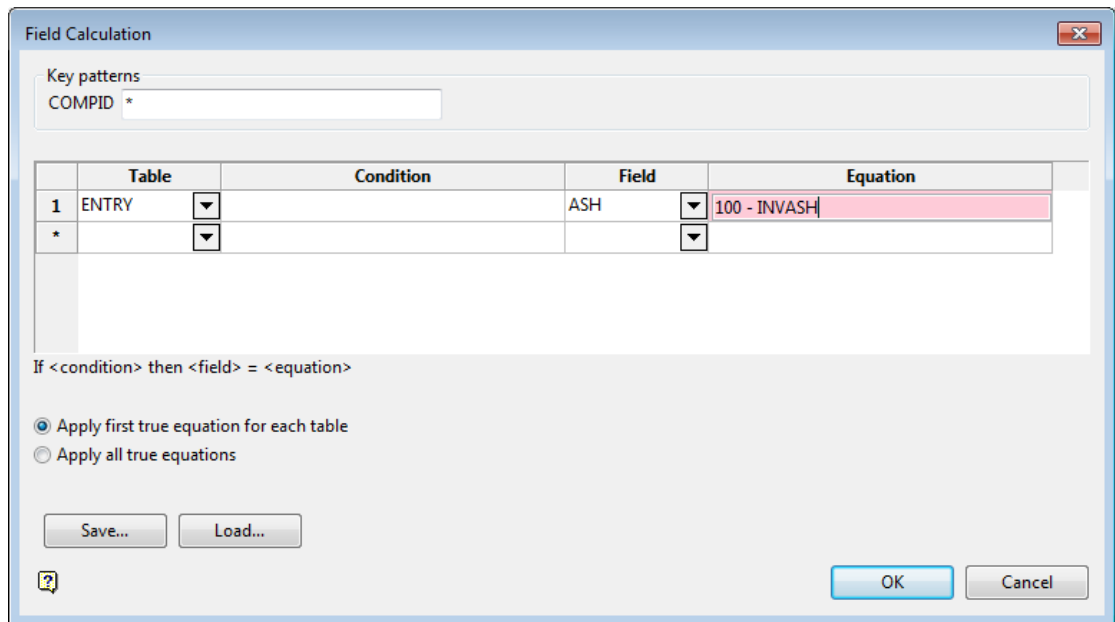 Field Calculation
Key patterns
COMPID *
Table Condition Field Equation
1 ENTRY ASH 100 - INVASH
*
If <condition> then <field> = <equation>
Apply first true equation for each table
Apply all true equations
Save... Load...
OK Cancel